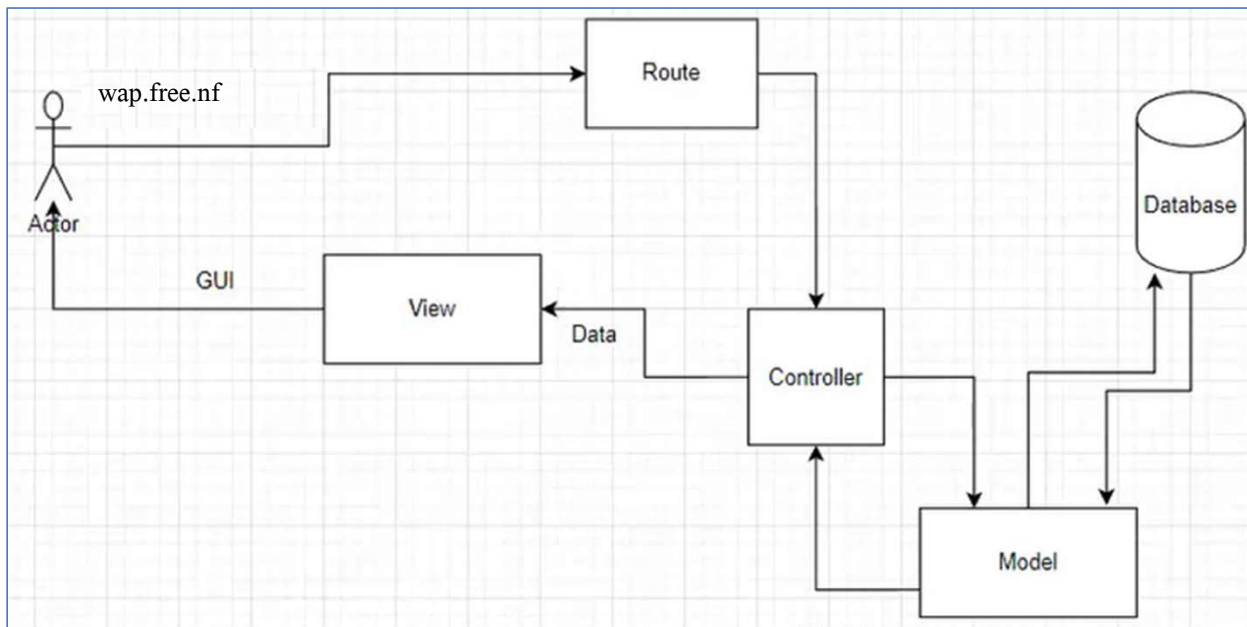 wap.free.nf
Route
Actor
Database
GUI
View
Data
Controller
Model